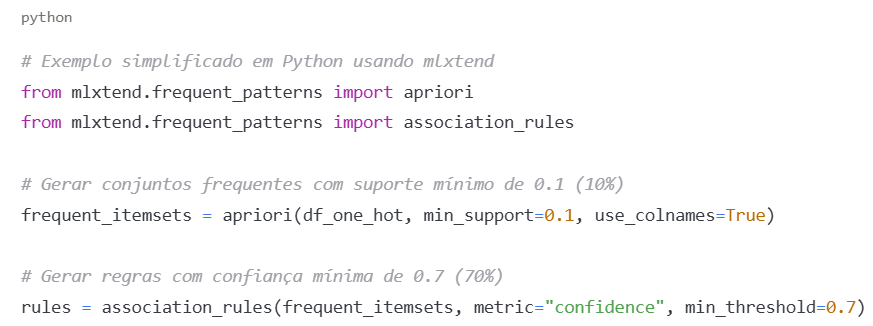 python
# Exemplo simplificado em Python usando mlxtend
from mlxtend.frequent_patterns import apriori
from mlxtend.frequent_patterns import association_rules
# Gerar conjuntos frequentes com suporte mínimo de 0.1 (10%)
frequent_itemsets = apriori(df_one_hot, min_support=0.1, use_colnames=True)
# Gerar regras com confiança mínima de 0.7 (70%)
rules = association_rules(frequent_itemsets, metric="confidence", min_threshold=0.7)